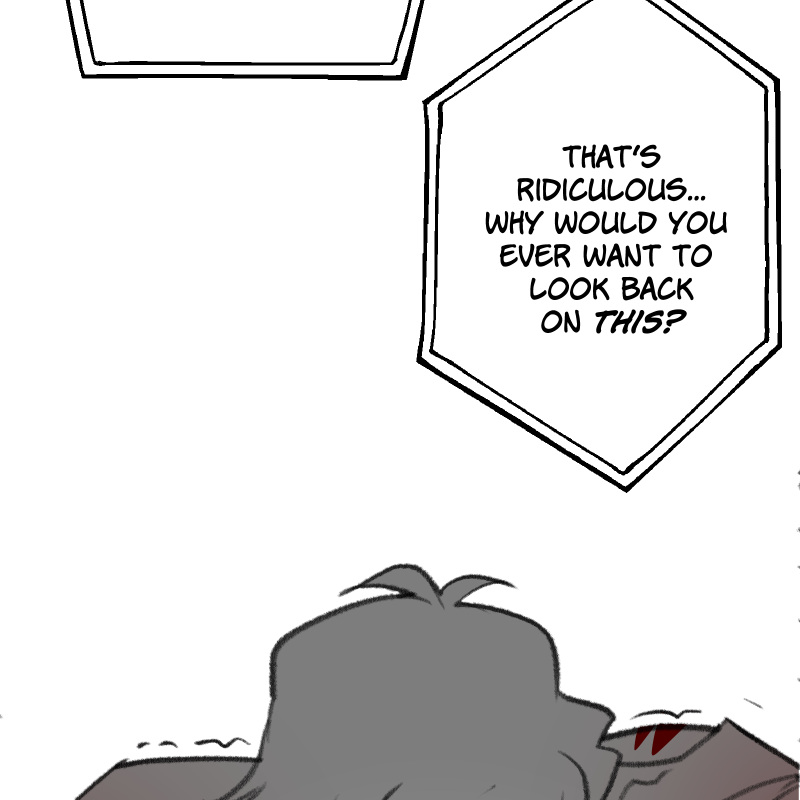 THAT'S
RIDICULOUS...
WHY WOULD YOU
EVER WANT TO
LOOK BACK
ON THIS?